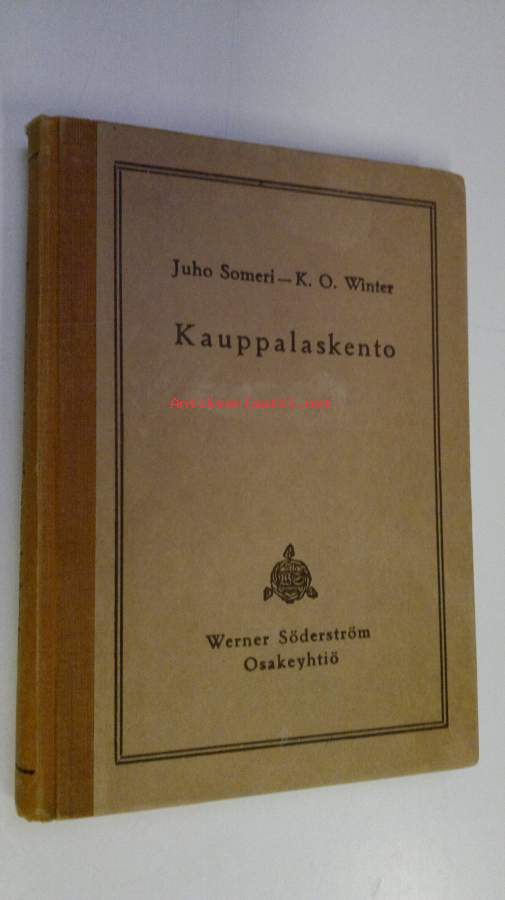 Juho Someri — K. O. Winter
Kauppalaskento
Antikvariaatti.net
Werner Söderström
Osakeyhtiö